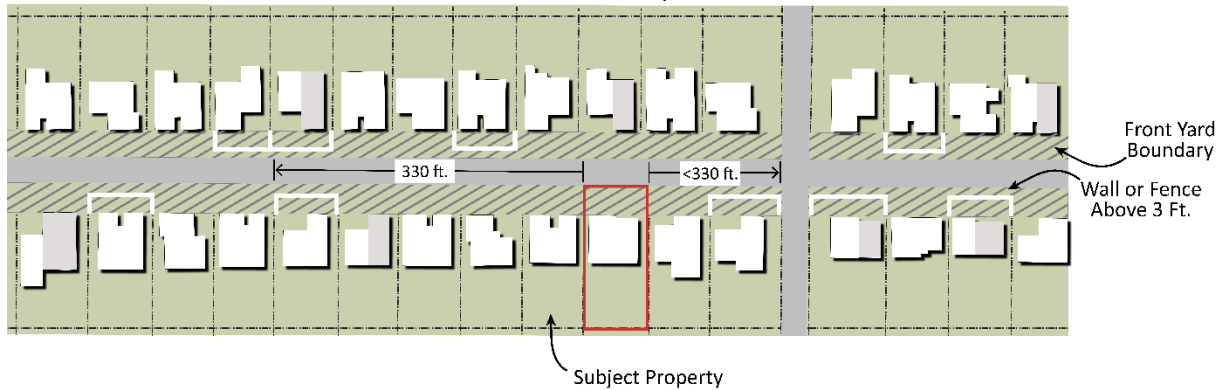 330 ft.
<330 ft.
Front Yard
Boundary
Wall or Fence
Above 3 Ft.
Subject Property